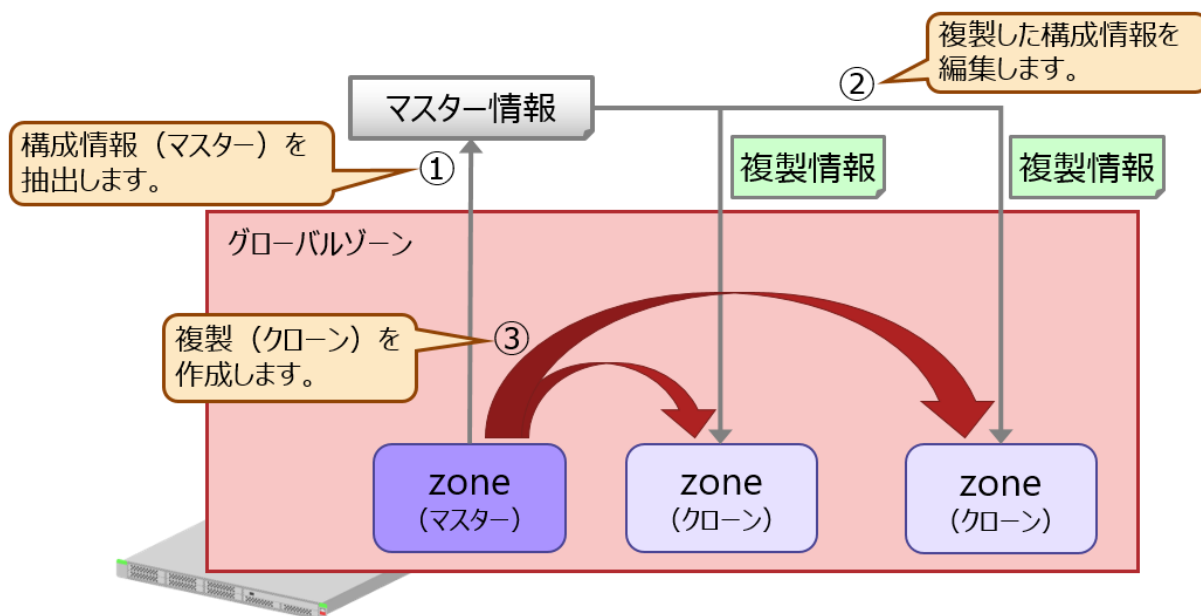 複製した構成情報を
編集します。
②
マスター情報
構成情報（マスター）を
抽出します。
①
複製情報
複製情報
グローバルゾーン
複製（クローン）を
作成します。
③
zone
（マスター）
zone
（クローン）
zone
（クローン）